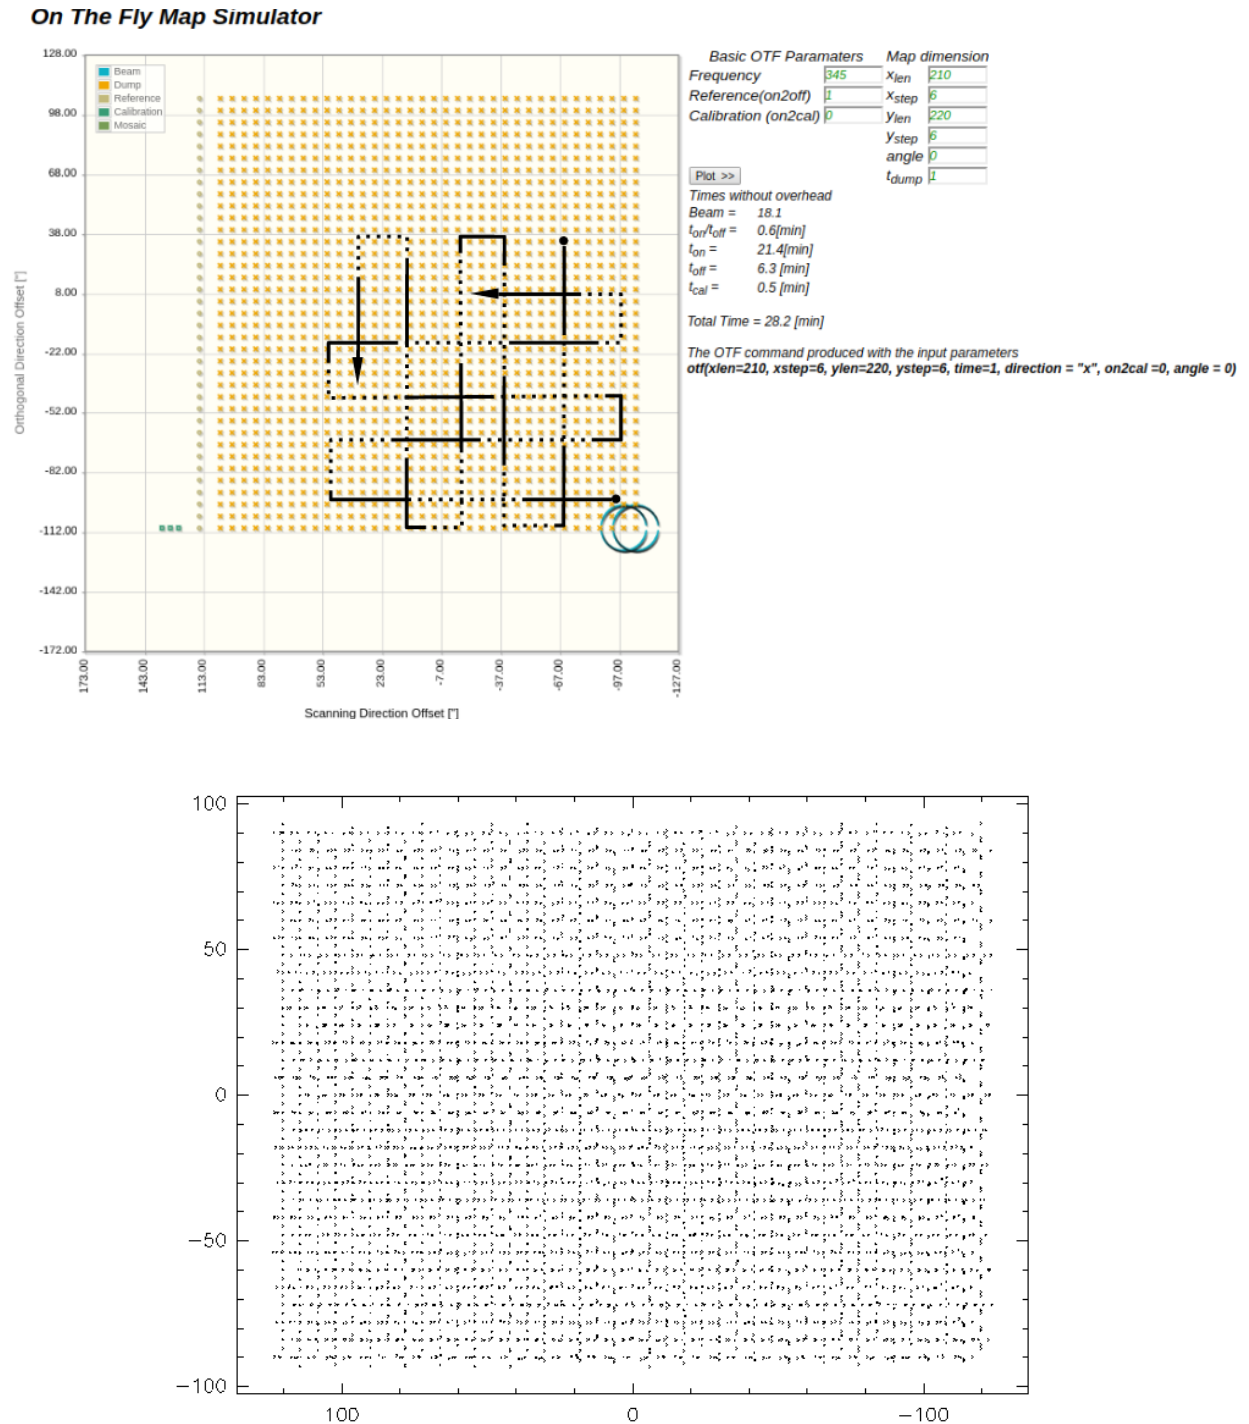 On The Fly Map Simulator
128.00
98.00
68.00
38.00
8.00
-22.00
-52.00
-82.00
-112.00
-142.00
-172.00
Orthogonal Direction Offset ["]
Beam
Dump
Reference
Calibration
Mosaic
173.00 143.00 113.00 83.00 53.00 23.00 -7.00 -37.00 -67.00 -97.00 -127.00
Scanning Direction Offset ["]
Basic OTF Paramaters Map dimension
Frequency 345 xlen 210
Reference(on2off) 1 xstep 6
Calibration (on2cal) 0 ylen 220
ystep 6
angle 0
Plot >> tdump 1
Times without overhead
Beam = 18.1
ton/toff = 0.6[min]
ton = 21.4[min]
toff = 6.3 [min]
tcal = 0.5 [min]
Total Time = 28.2 [min]
The OTF command produced with the input parameters
otf(xlen=210, xstep=6, ylen=220, ystep=6, time=1, direction = "x", on2cal =0, angle = 0)
100
50
0
−50
−100
100 0 −100